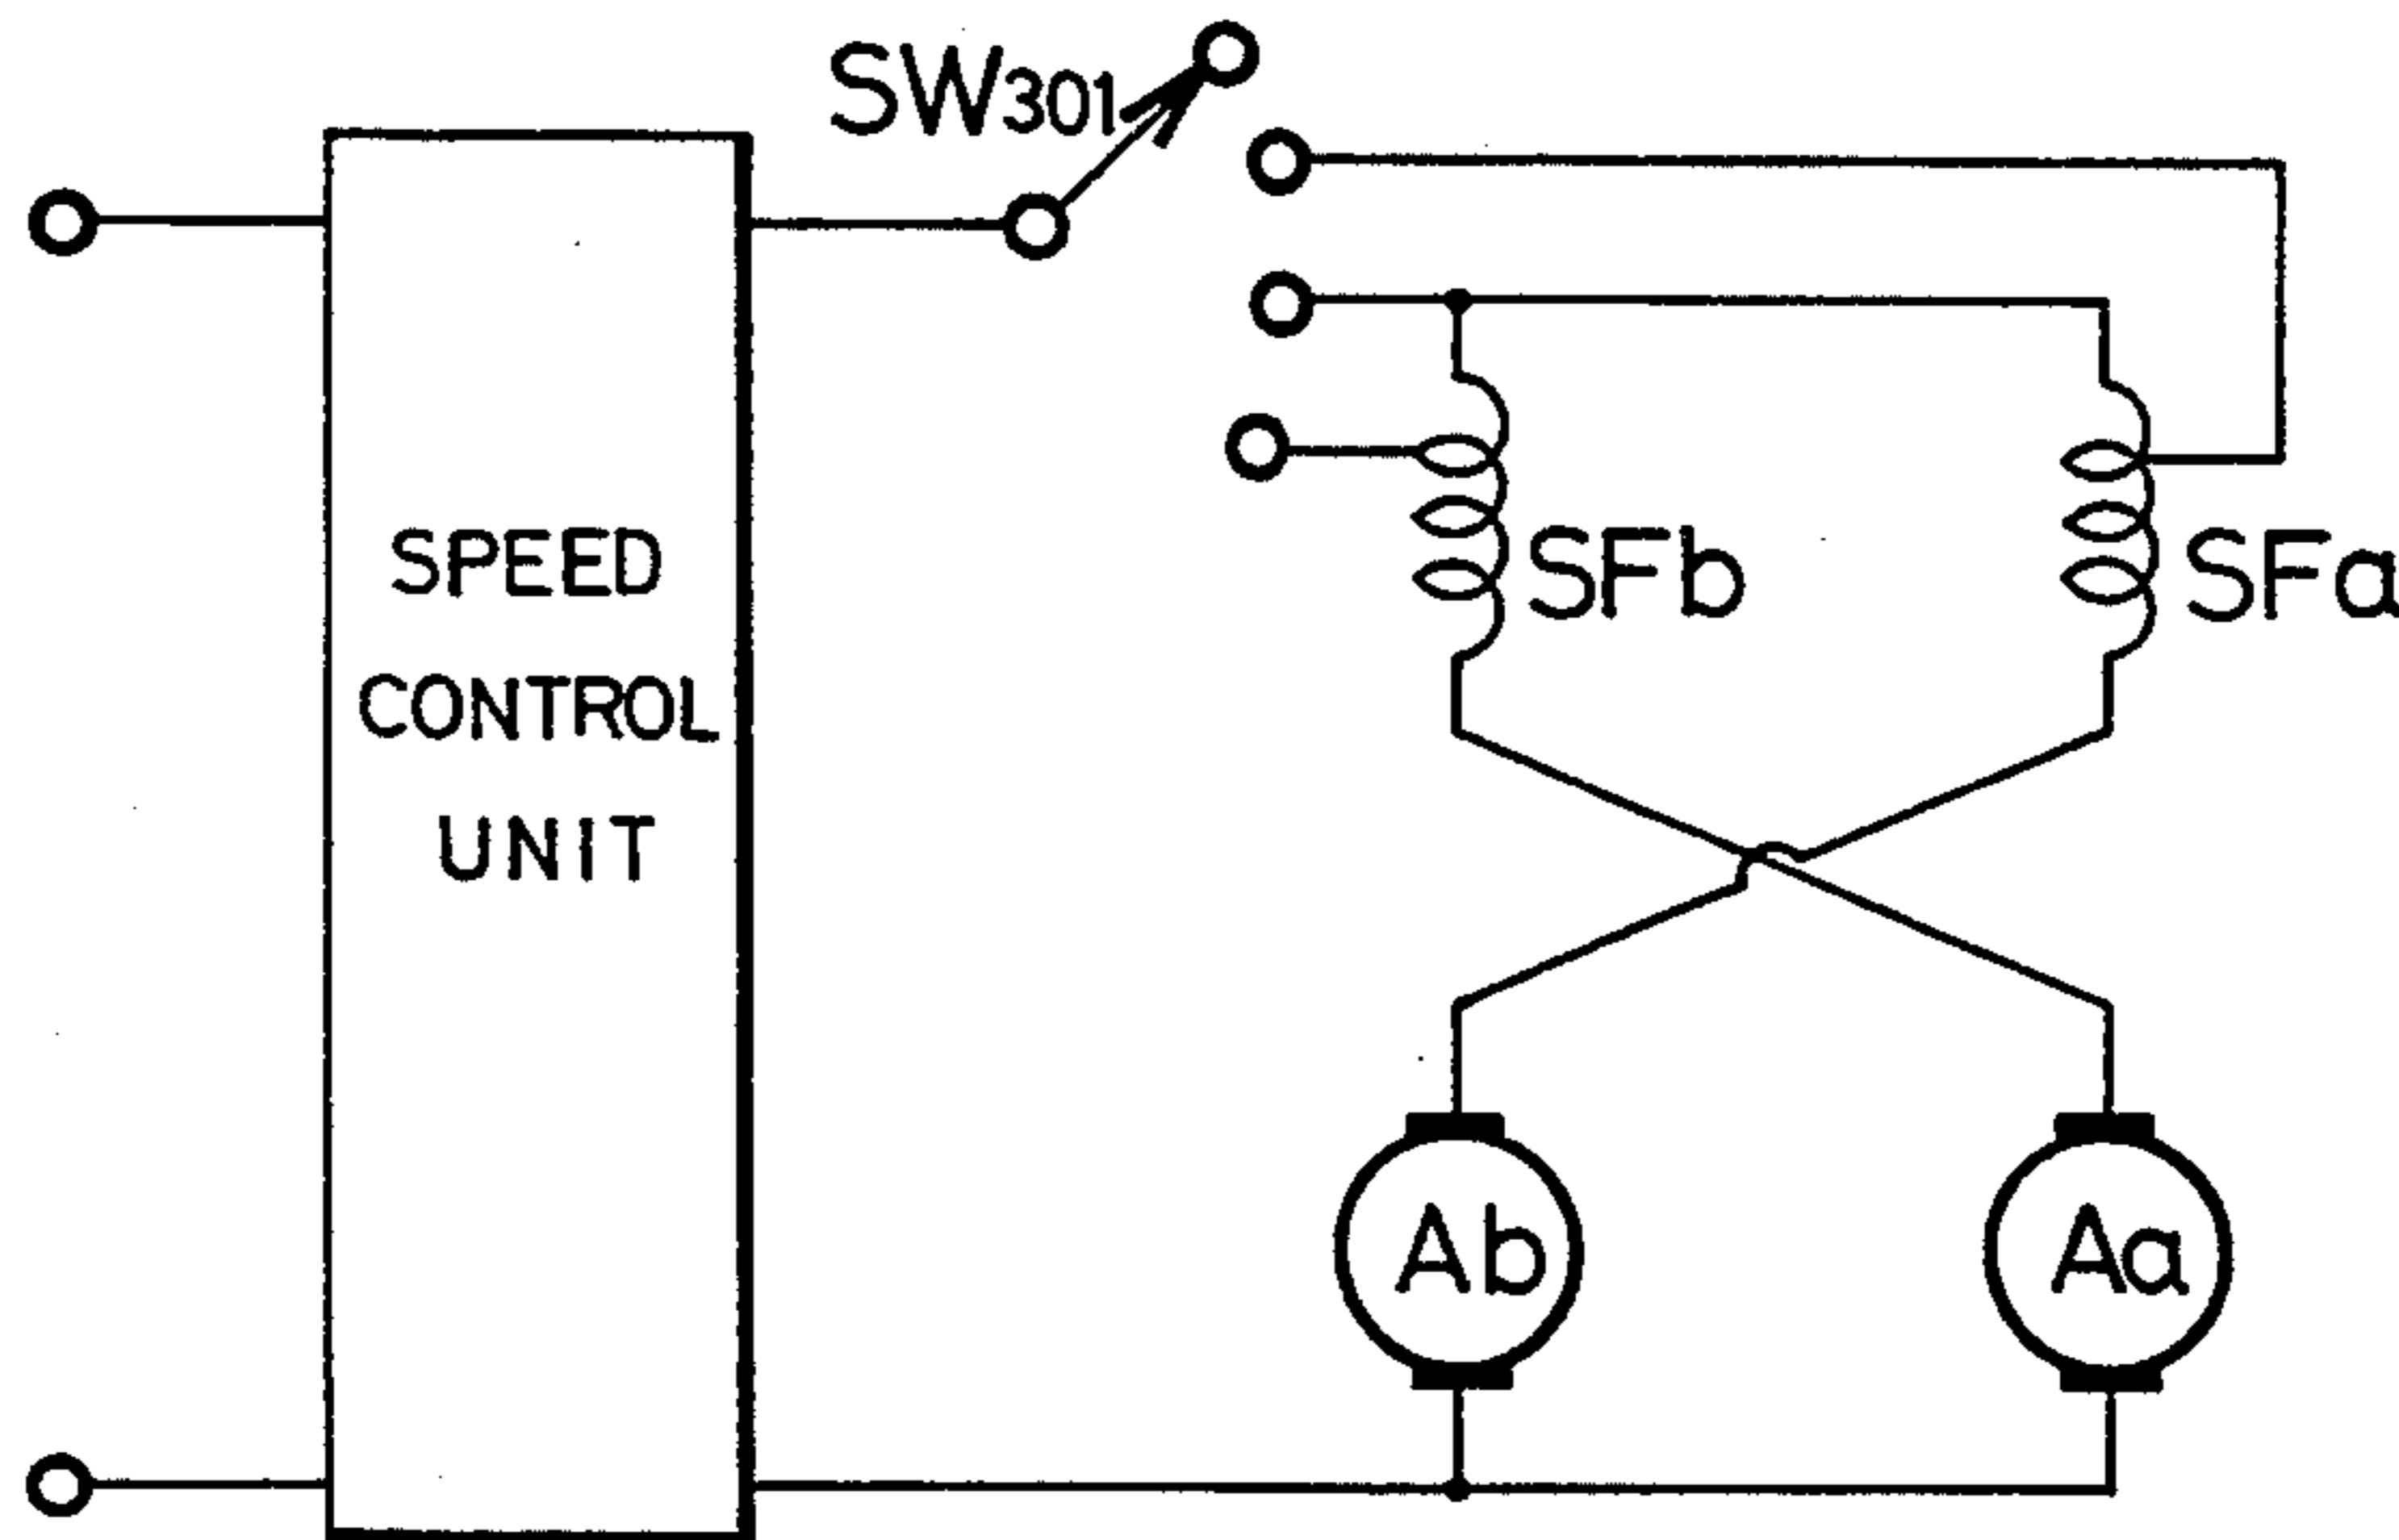 SW301
SPEED
CONTROL
UNIT
SFb
SFa
Ab
Aa